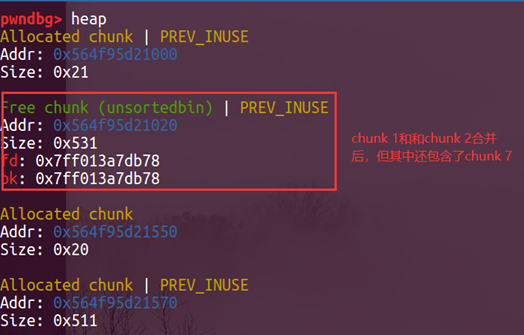 pwndbg> heap
Allocated chunk | PREV_INUSE
Addr: 0x564f95d21000
Size: 0x21
Free chunk (unsortedbin) | PREV_INUSE
Addr: 0x564f95d21020
Size: 0x531
fd: 0x7ff013a7db78
bk: 0x7ff013a7db78
chunk 1和和chunk 2合并
后，但其中还包含了chunk 7
Allocated chunk
Addr: 0x564f95d21550
Size: 0x20
Allocated chunk | PREV_INUSE
Addr: 0x564f95d21570
Size: 0x511